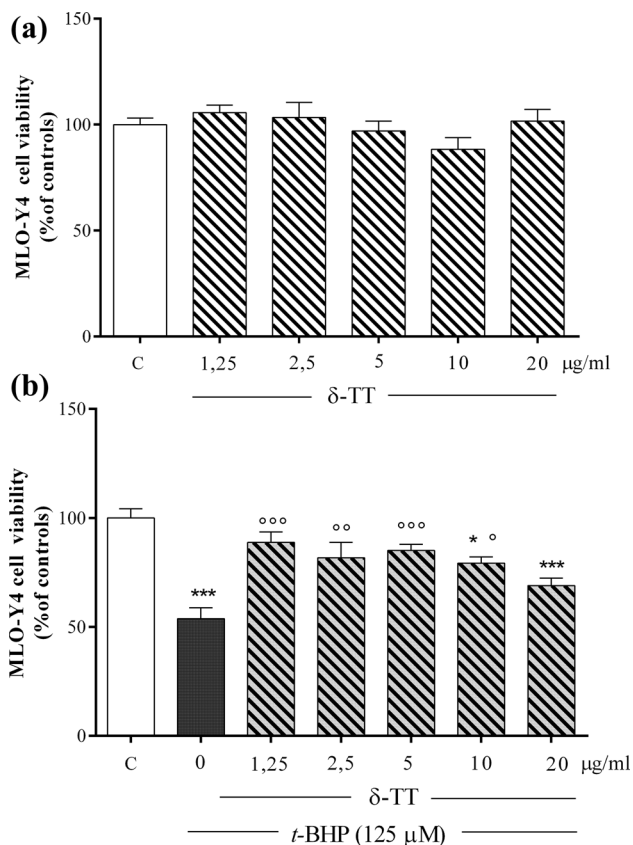 (a)
MLO-Y4 cell viability
(%of controls)
150
100
50
0
C 1,25 2,5 5 10 20 μg/ml
δ-TT
(b)
MLO-Y4 cell viability
(%of controls)
150
100
50
0
*** °°° °° °°° * ° ***
C 0 1,25 2,5 5 10 20 μg/ml
δ-TT
t-BHP (125 μM)